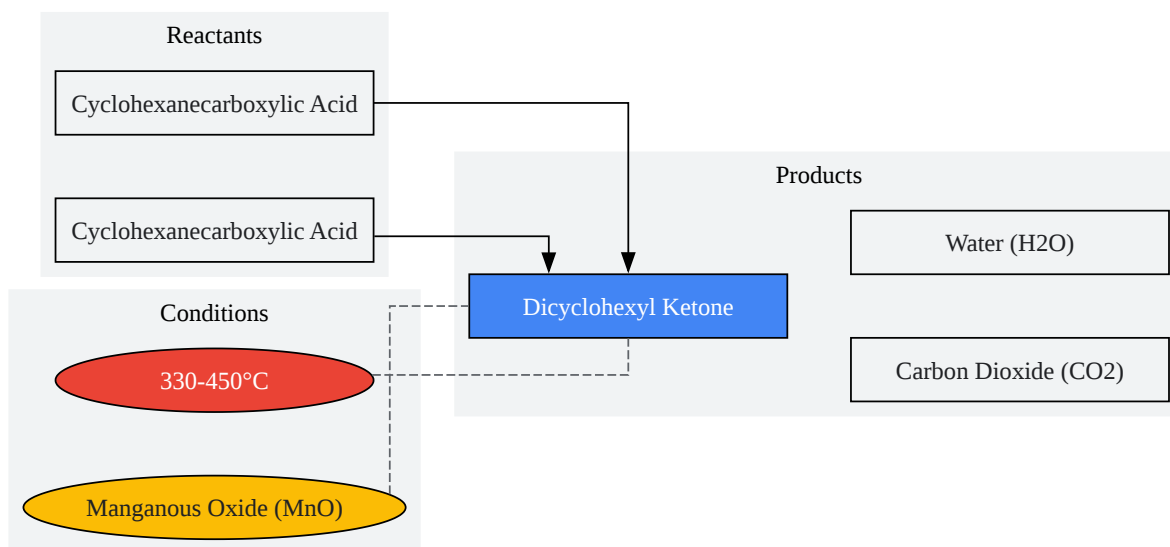 Reactants
Cyclohexanecarboxylic Acid
Cyclohexanecarboxylic Acid
Products
Water (H2O)
Dicyclohexyl Ketone
Carbon Dioxide (CO2)
Conditions
330-450°C
Manganous Oxide (MnO)